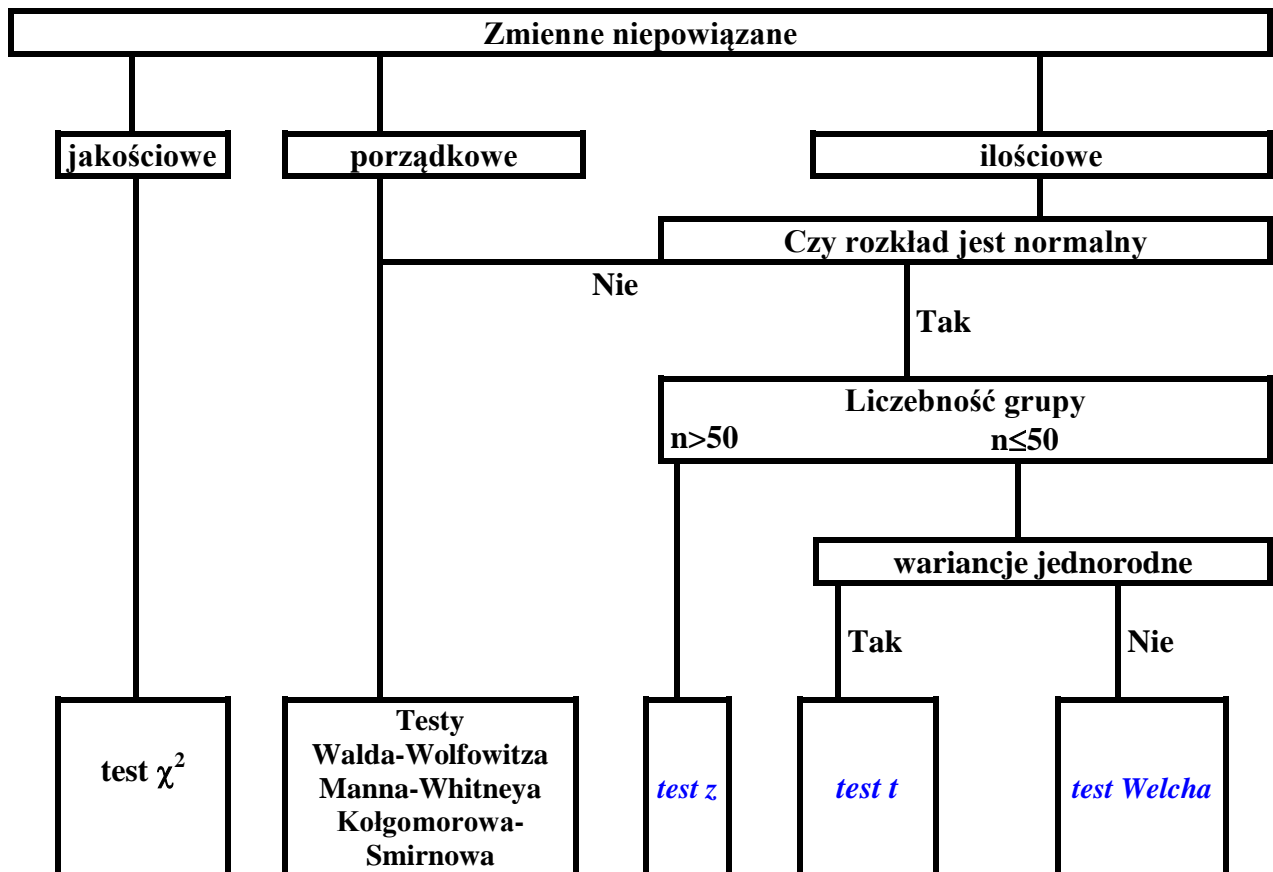 Zmienne niepowiązane
jakościowe
porządkowe
ilościowe
Czy rozkład jest normalny
Nie
Tak
Liczebność grupy
n>50 n≤50
wariancje jednorodne
Tak
Nie
test χ²
Testy
Walda-Wolfowitza
Manna-Whitneya
Kołgomorowa-
Smirnowa
test z
test t
test Welcha